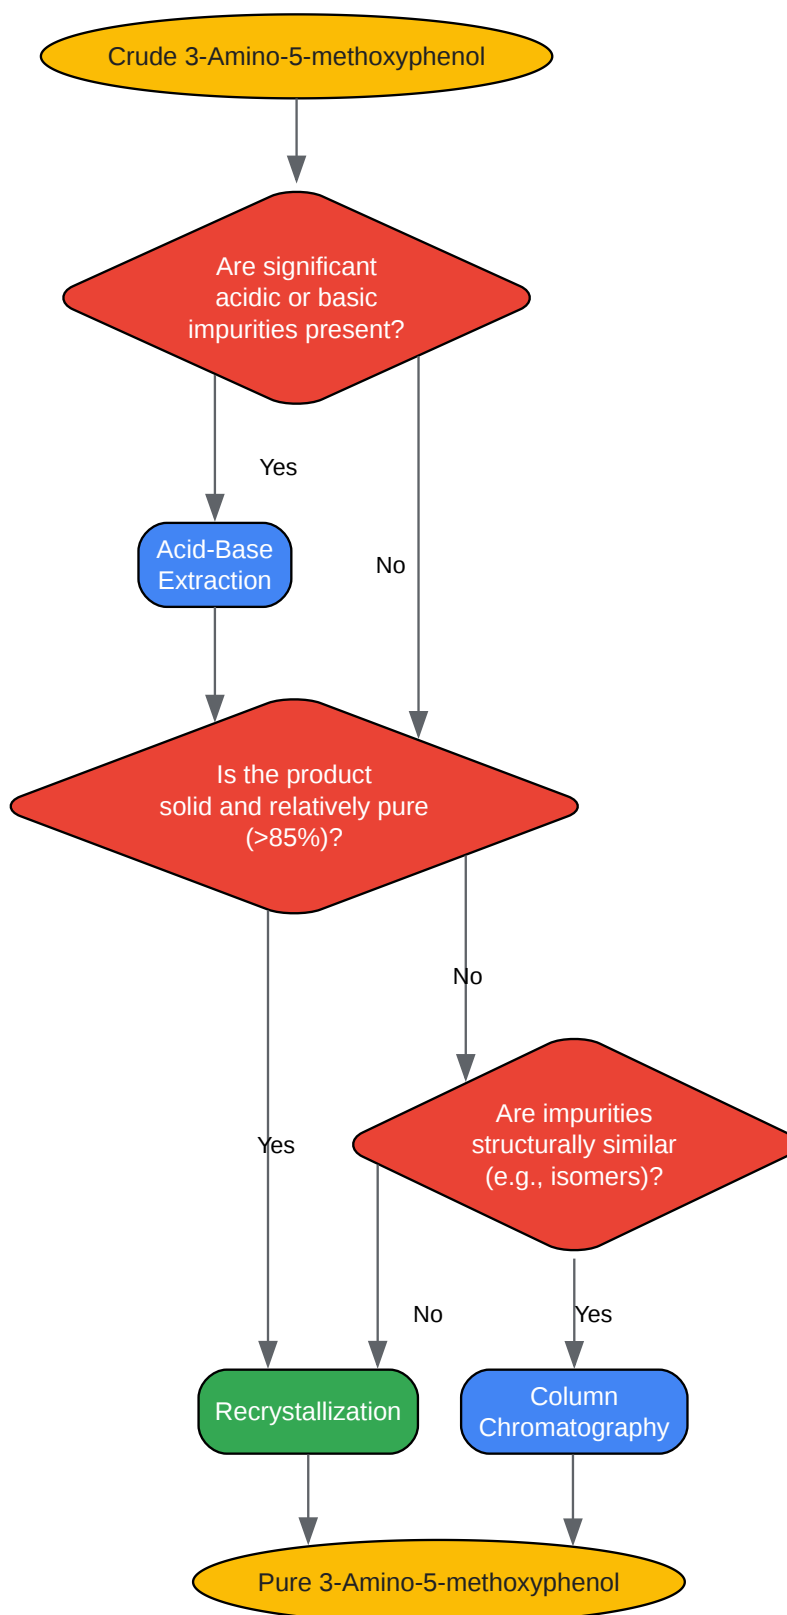 Crude 3-Amino-5-methoxyphenol
Are significant
acidic or basic
impurities present?
Yes
Acid-Base
Extraction
No
Is the product
solid and relatively pure
(>85%)?
No
Are impurities
structurally similar
(e.g., isomers)?
Yes
No
Yes
Recrystallization
Column
Chromatography
Pure 3-Amino-5-methoxyphenol